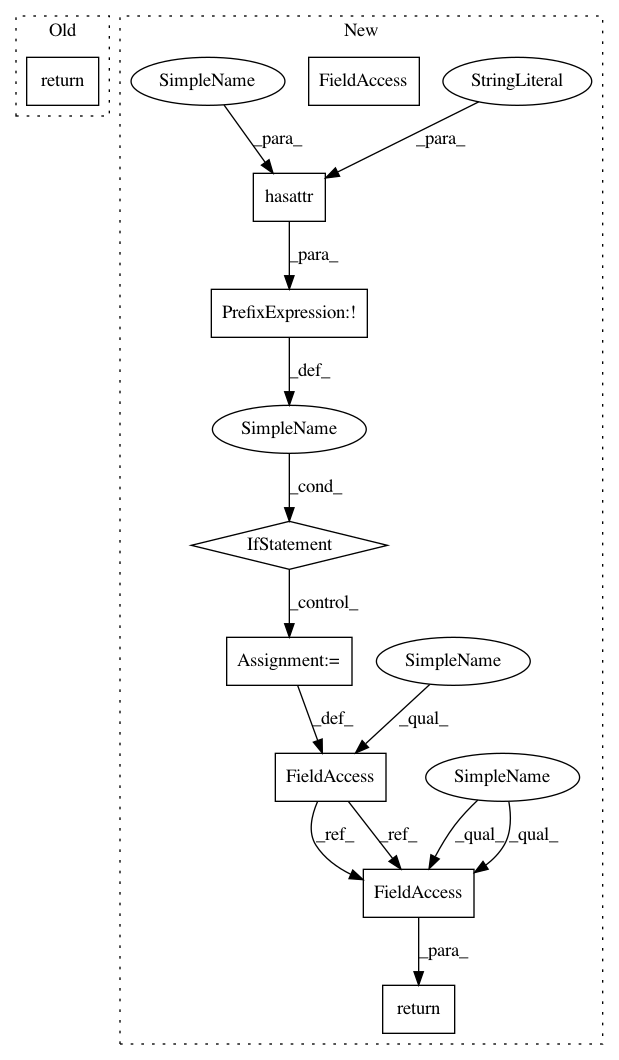 Old
New
return
SimpleName
FieldAccess
StringLiteral
_para_
_para_
hasattr
_para_
PrefixExpression:!
_def_
SimpleName
_cond_
IfStatement
_control_
Assignment:=
SimpleName
_def_
_qual_
FieldAccess
SimpleName
_ref_
_ref_
_qual_
_qual_
FieldAccess
_para_
return